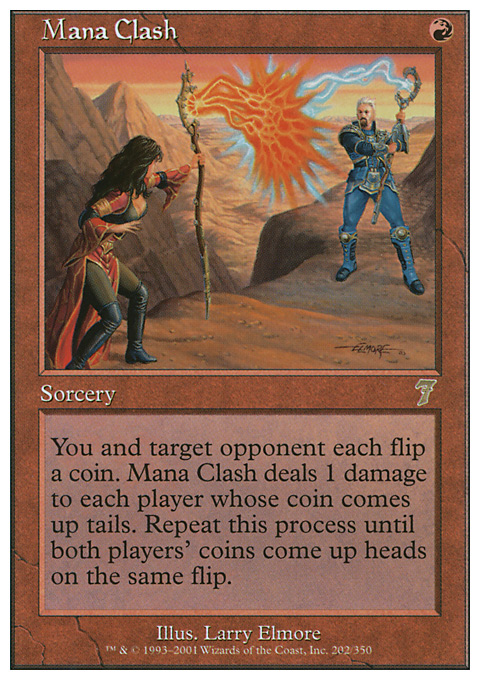 Mana Clash
ELMORE
Sorcery
7
You and target opponent each flip
a coin. Mana Clash deals 1 damage
to each player whose coin comes
up tails. Repeat this process until
both players' coins come up heads
on the same flip.
Illus. Larry Elmore
™ & © 1993–2001 Wizards of the Coast, Inc. 202/350